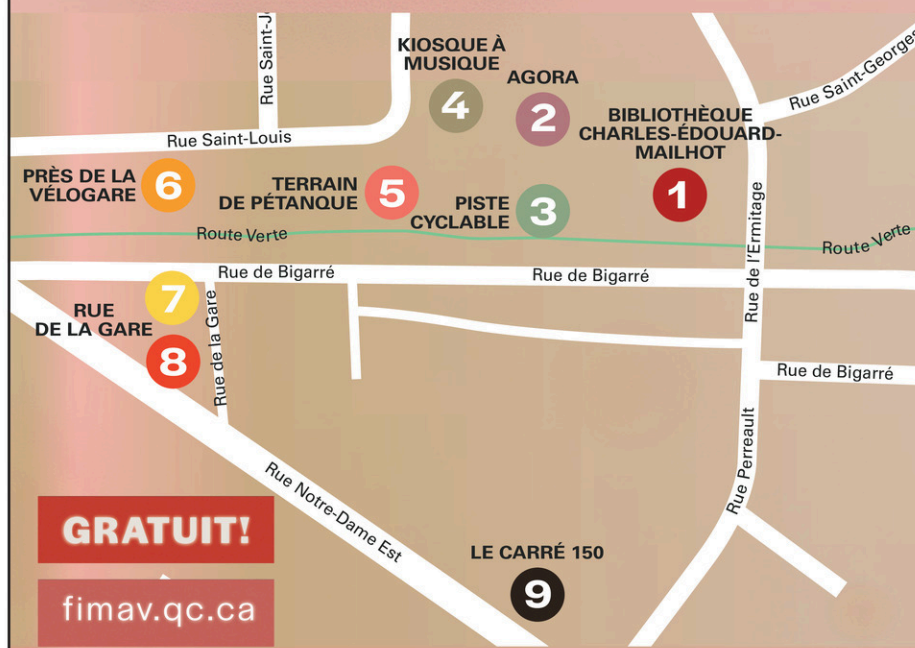 Rue Saint-J
KIOSQUE À
MUSIQUE
4
AGORA
2
Rue Saint-Georges
BIBLIOTHÈQUE
CHARLES-ÉDOUARD-
MAILHOT
1
Rue Saint-Louis
PRÈS DE LA
VÉLOGARE
6
TERRAIN
DE PÉTANQUE
5
PISTE
CYCLABLE
3
Rue de l'Ermitage
Route Verte
Route Verte
Rue de Bigarré
Rue de Bigarré
7
RUE
DE LA GARE
8
Rue de la Gare
Rue de Bigarré
Rue Perreault
Rue Notre-Dame Est
GRATUIT!
fimav.qc.ca
LE CARRÉ 150
9